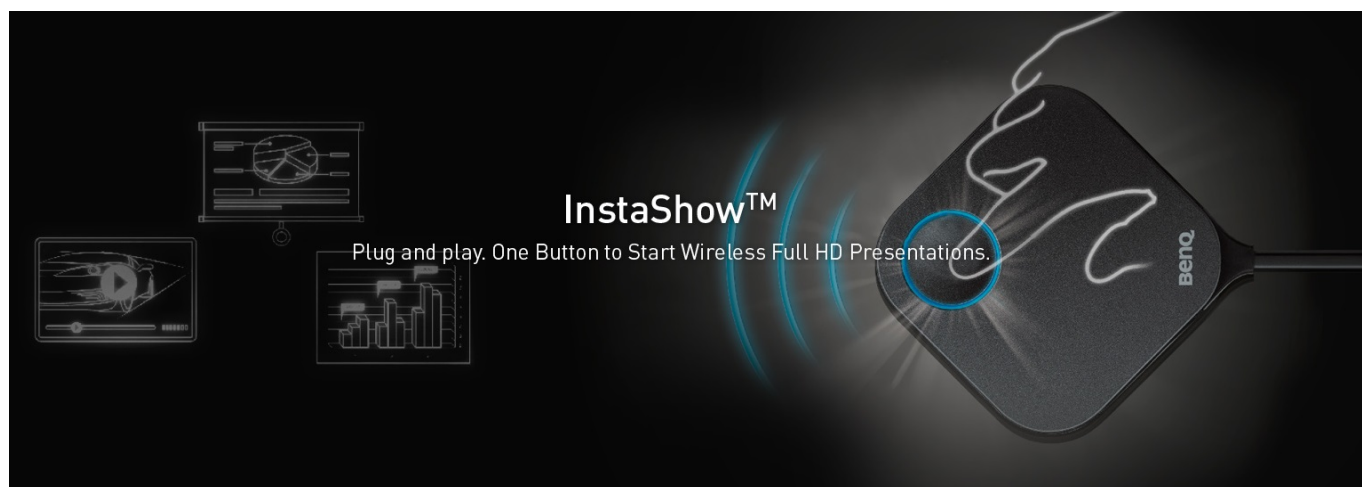 InstaShow™
Plug and play. One Button to Start Wireless Full HD Presentations.
BenQ